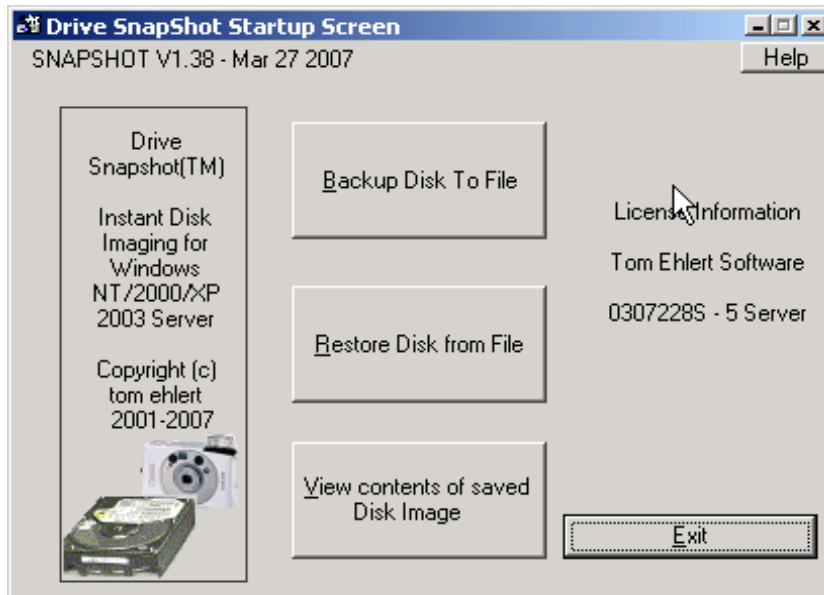 Drive SnapShot Startup Screen
SNAPSHOT V1.38 - Mar 27 2007
Help
Drive
Snapshot(TM)
Instant Disk
Imaging for
Windows
NT/2000/XP
2003 Server
Copyright (c)
tom ehlert
2001-2007
Backup Disk To File
Restore Disk from File
View contents of saved
Disk Image
License Information
Tom Ehlert Software
0307228S - 5 Server
Exit